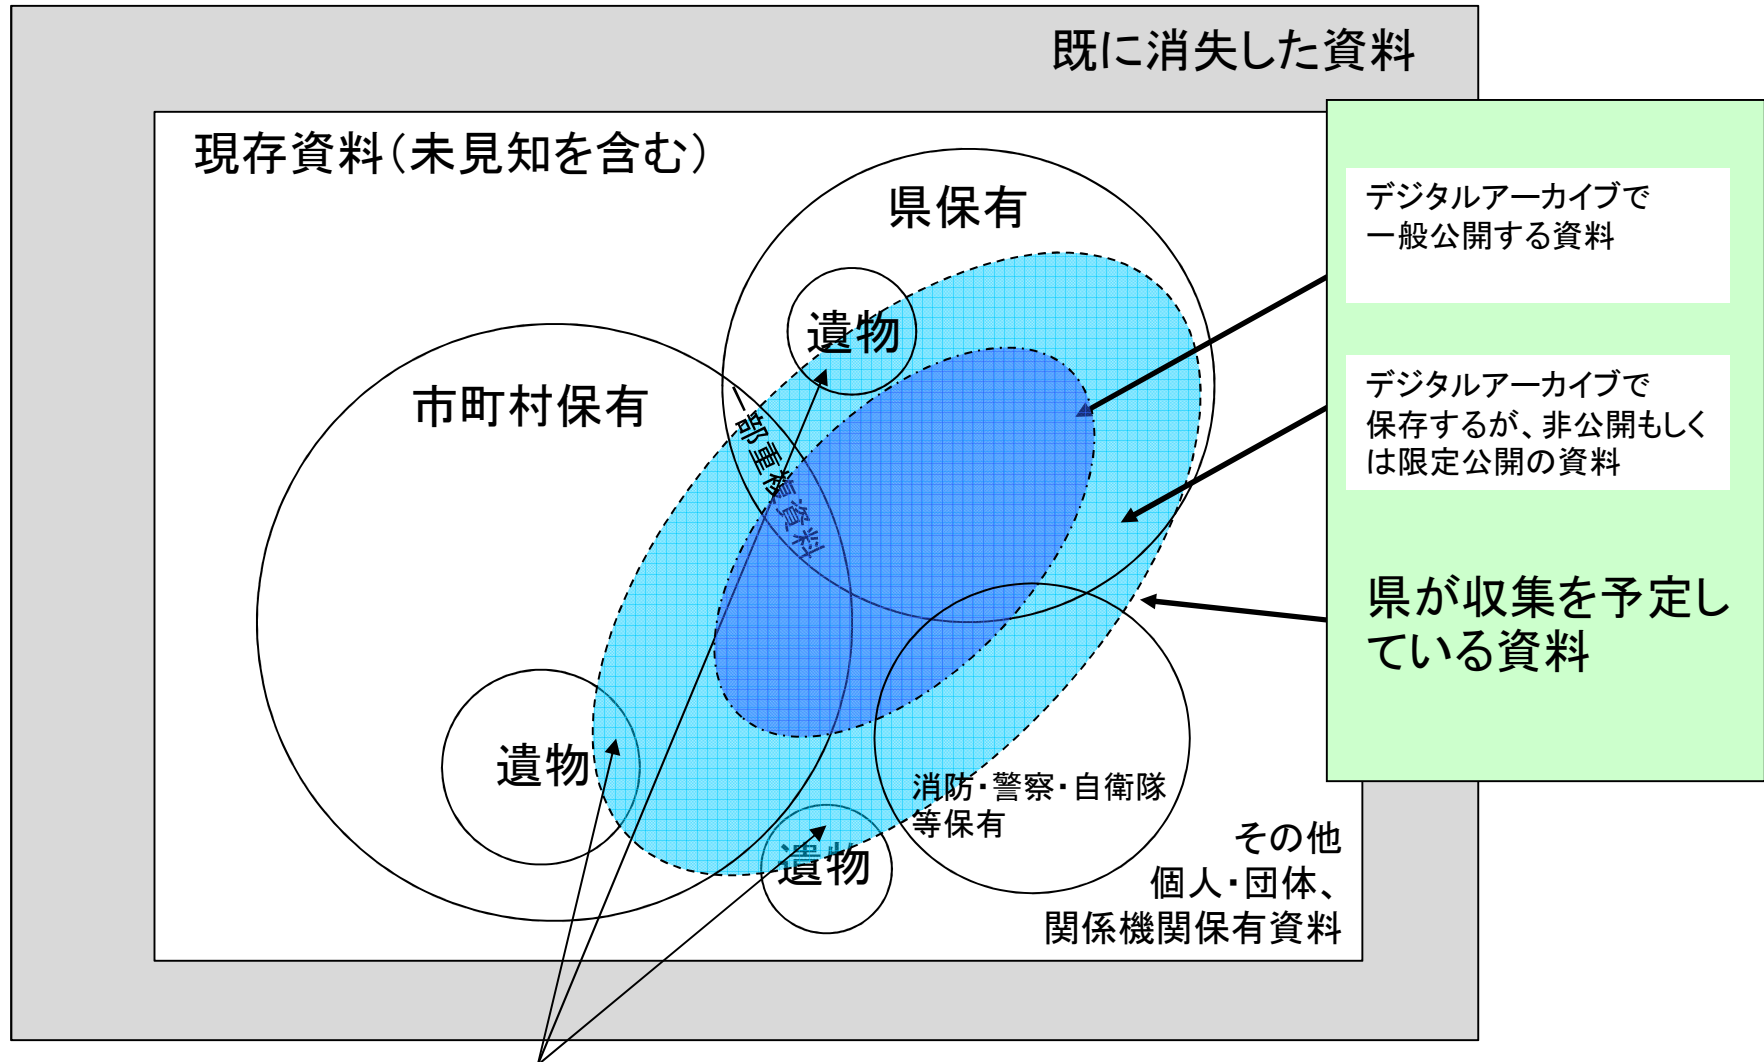 既に消失した資料
現存資料（未見知を含む）
県保有
遺物
市町村保有
一部重複資料
遺物
遺物
消防・警察・自衛隊
等保有
その他
個人・団体、
関係機関保有資料
デジタルアーカイブで
一般公開する資料
デジタルアーカイブで
保存するが、非公開もしく
は限定公開の資料
県が収集を予定し
ている資料